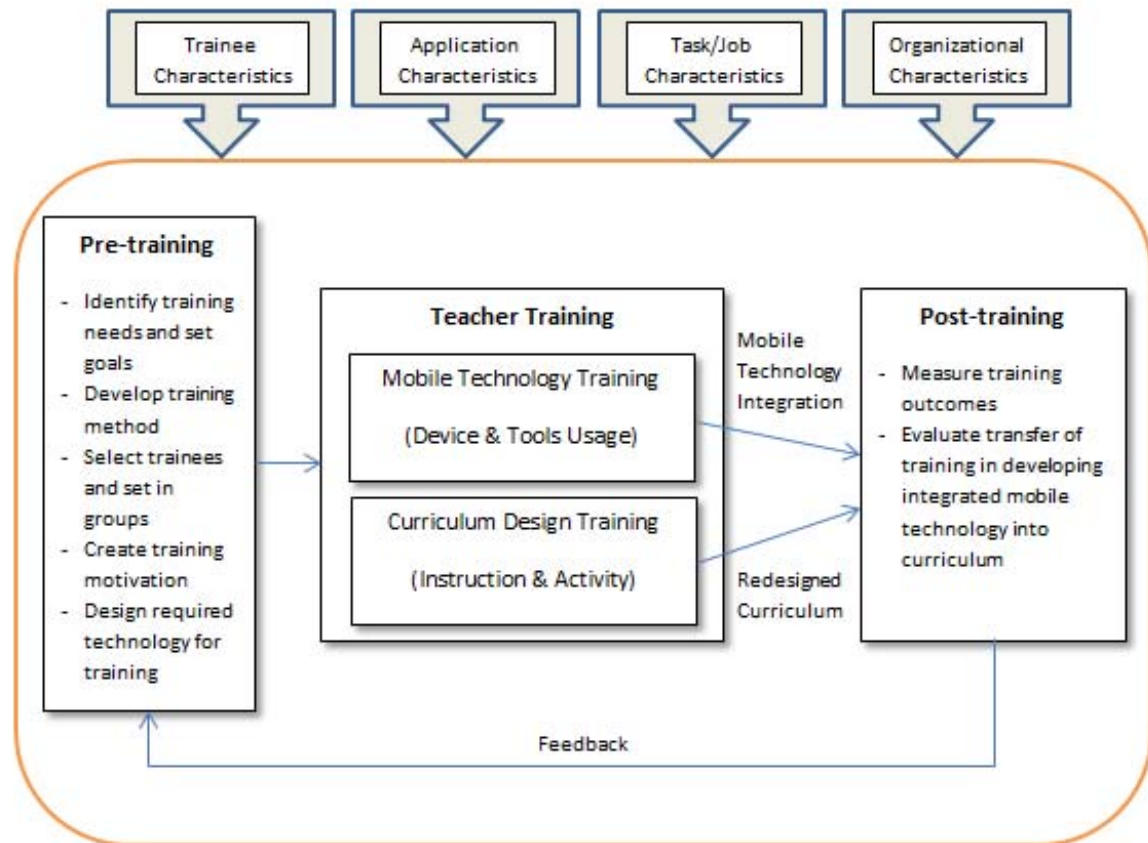 Trainee
Characteristics
Application
Characteristics
Task/Job
Characteristics
Organizational
Characteristics
Pre-training
- Identify training
needs and set
goals
- Develop training
method
- Select trainees
and set in
groups
- Create training
motivation
- Design required
technology for
training
Teacher Training
Mobile Technology Training
(Device & Tools Usage)
Curriculum Design Training
(Instruction & Activity)
Mobile
Technology
Integration
Redesigned
Curriculum
Post-training
- Measure training
outcomes
- Evaluate transfer of
training in developing
integrated mobile
technology into
curriculum
Feedback